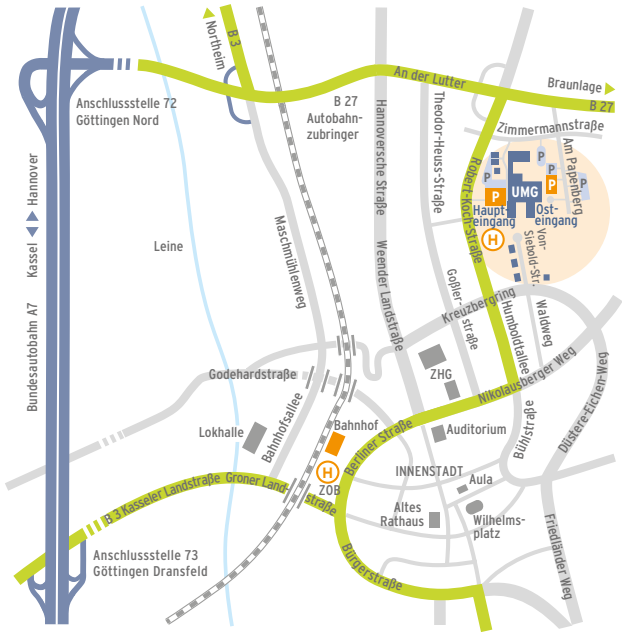 B 3
Northeim
An der Lutter
Braunlage
B 27
Anschlussstelle 72
Göttingen Nord
B 27
Autobahn-
zubringer
Hannoversche Straße
Theodor-Heuss-Straße
Zimmermannstraße
Am Papenberg
Robert-Koch-Straße
P
P
P
P
P
UMG
Haupt-
eingang
Ost-
eingang
H
Von-
Siebold-Str.
Kassel
Hannover
Leine
Maschmühlenweg
Weender Landstraße
Goßler-
straße
Kreuzbergring
Humboldtallee
Waldweg
Bundesautobahn A7
Godehardstraße
ZHG
Nikolausberger Weg
Düstere-Eichen-Weg
Lokhalle
Bahnhofsallee
Bahnhof
Berliner Straße
Auditorium
Bühlstraße
H
ZOB
INNENSTADT
Aula
B 3 Kasseler Landstraße
Groner Land-
straße
Altes
Rathaus
Wilhelms-
platz
Friedländer Weg
Anschlussstelle 73
Göttingen Dransfeld
Bürgerstraße